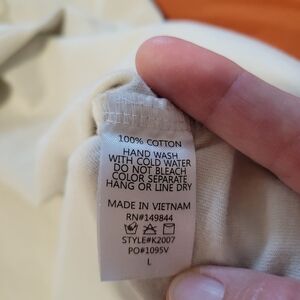 100% COTTON
HAND WASH
WITH COLD WATER
DO NOT BLEACH
COLOR SEPARATE
HANG OR LINE DRY
MADE IN VIETNAM
RN#149844
STYLE#K2007
PO#1095V
L